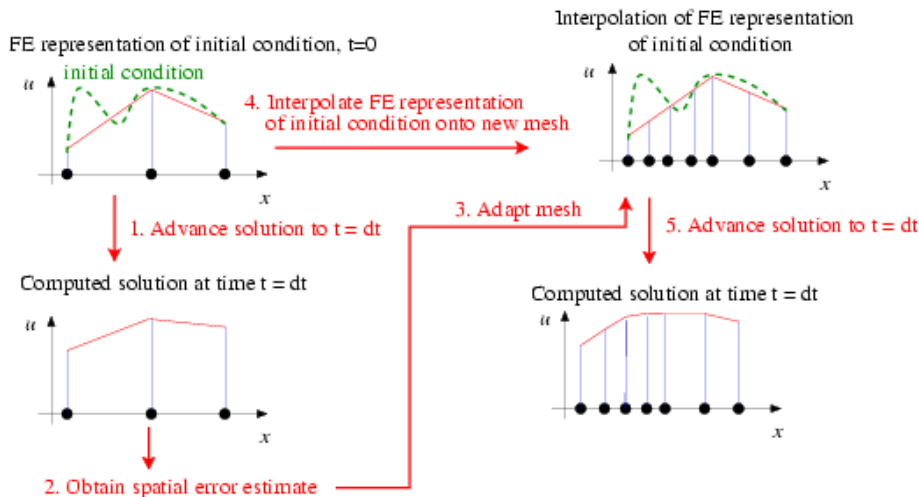 FE representation of initial condition, t=0
initial condition
u
x
4. Interpolate FE representation
of initial condition onto new mesh
Interpolation of FE representation
of initial condition
u
x
1. Advance solution to t = dt
3. Adapt mesh
5. Advance solution to t = dt
Computed solution at time t = dt
u
x
Computed solution at time t = dt
u
x
2. Obtain spatial error estimate